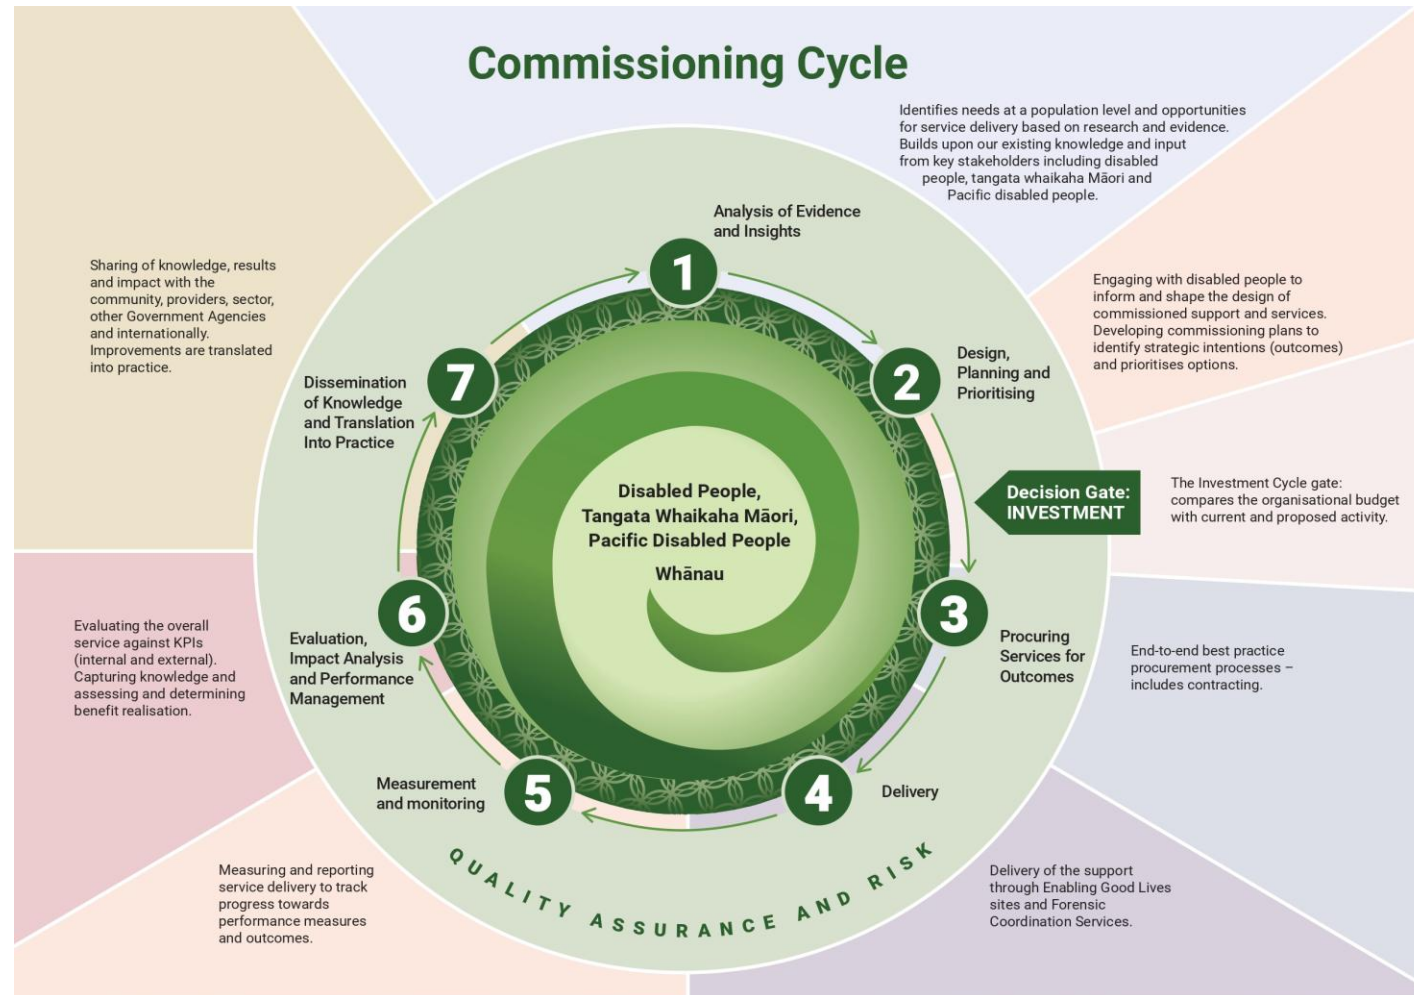 Commissioning Cycle
Identifies needs at a population level and opportunities
for service delivery based on research and evidence.
Builds upon our existing knowledge and input
from key stakeholders including disabled
people, tangata whaikaha Māori and
Pacific disabled people.
1
Analysis of Evidence
and Insights
Engaging with disabled people to
inform and shape the design of
commissioned support and services.
Developing commissioning plans to
identify strategic intentions (outcomes)
and prioritises options.
2
Design,
Planning and
Prioritising
Decision Gate:
INVESTMENT
The Investment Cycle gate:
compares the organisational budget
with current and proposed activity.
3
Procuring
Services for
Outcomes
End-to-end best practice
procurement processes –
includes contracting.
4
Delivery
Delivery of the support
through Enabling Good Lives
sites and Forensic
Coordination Services.
5
Measurement
and monitoring
Measuring and reporting
service delivery to track
progress towards
performance measures
and outcomes.
6
Evaluation,
Impact Analysis
and Performance
Management
Evaluating the overall
service against KPIs
(internal and external).
Capturing knowledge and
assessing and determining
benefit realisation.
7
Dissemination
of Knowledge
and Translation
Into Practice
Sharing of knowledge, results
and impact with the
community, providers, sector,
other Government Agencies
and internationally.
Improvements are translated
into practice.
Disabled People,
Tangata Whaikaha Māori,
Pacific Disabled People
Whānau
QUALITY ASSURANCE AND RISK